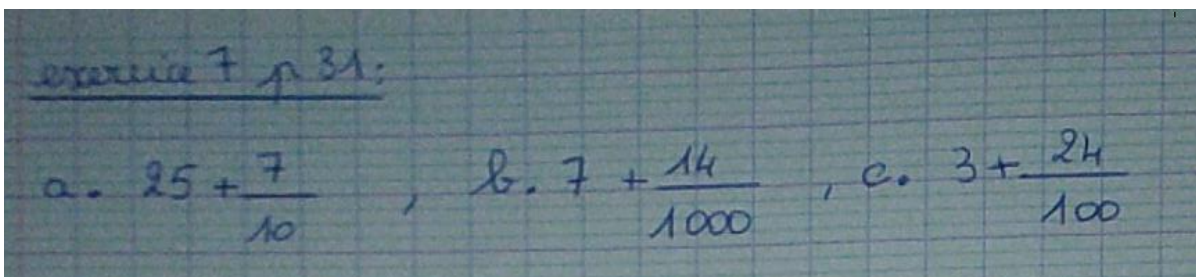 exercice 7 p 31:
a. 25 + 7/10 , b. 7 + 14/1000 , c. 3 + 24/100